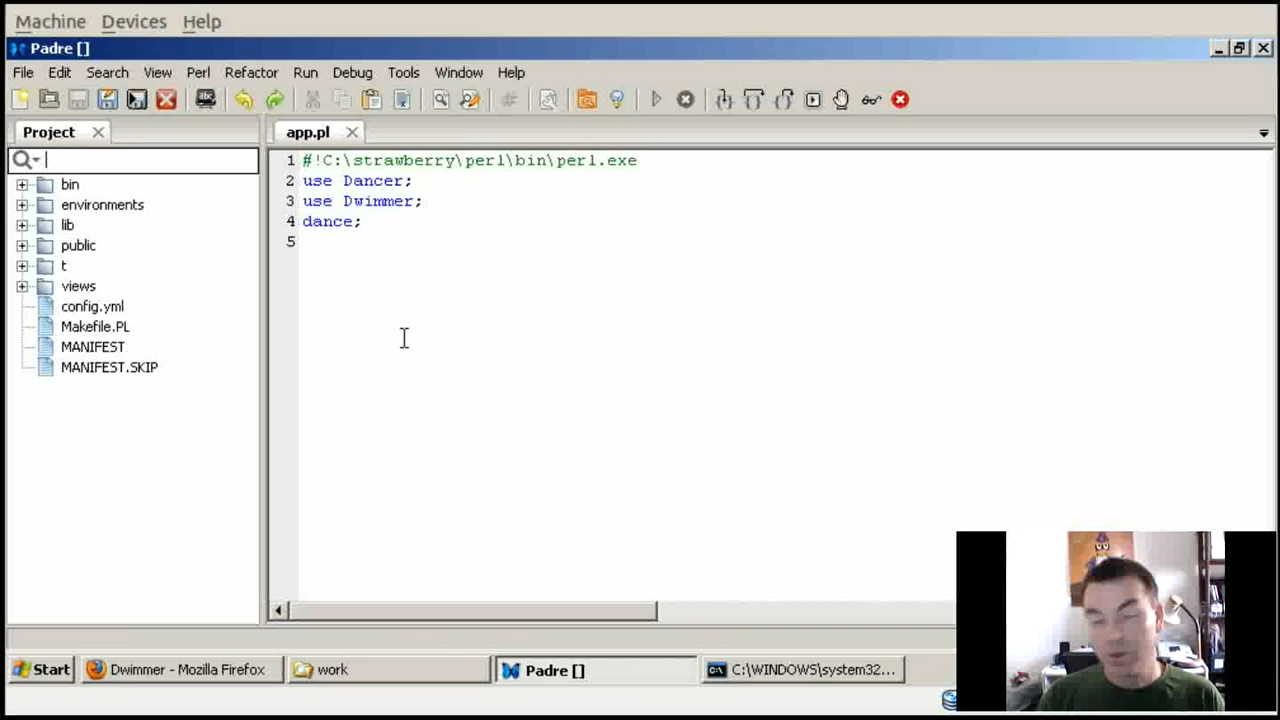 Machine Devices Help
Padre []
File Edit Search View Perl Refactor Run Debug Tools Window Help
Project
app.pl
bin
environments
lib
public
t
views
config.yml
Makefile.PL
MANIFEST
MANIFEST.SKIP
1 #!C:\strawberry\perl\bin\perl.exe
2 use Dancer;
3 use Dwimmer;
4 dance;
5
Start
Dwimmer - Mozilla Firefox
work
Padre []
C:\WINDOWS\system32...